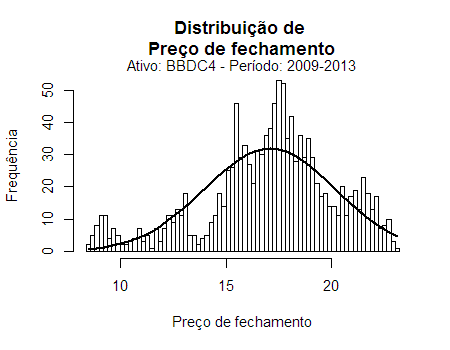 Distribuição de
Preço de fechamento
Ativo: BBDC4 - Período: 2009-2013
Frequência
50
40
30
20
10
0
10 15 20
Preço de fechamento